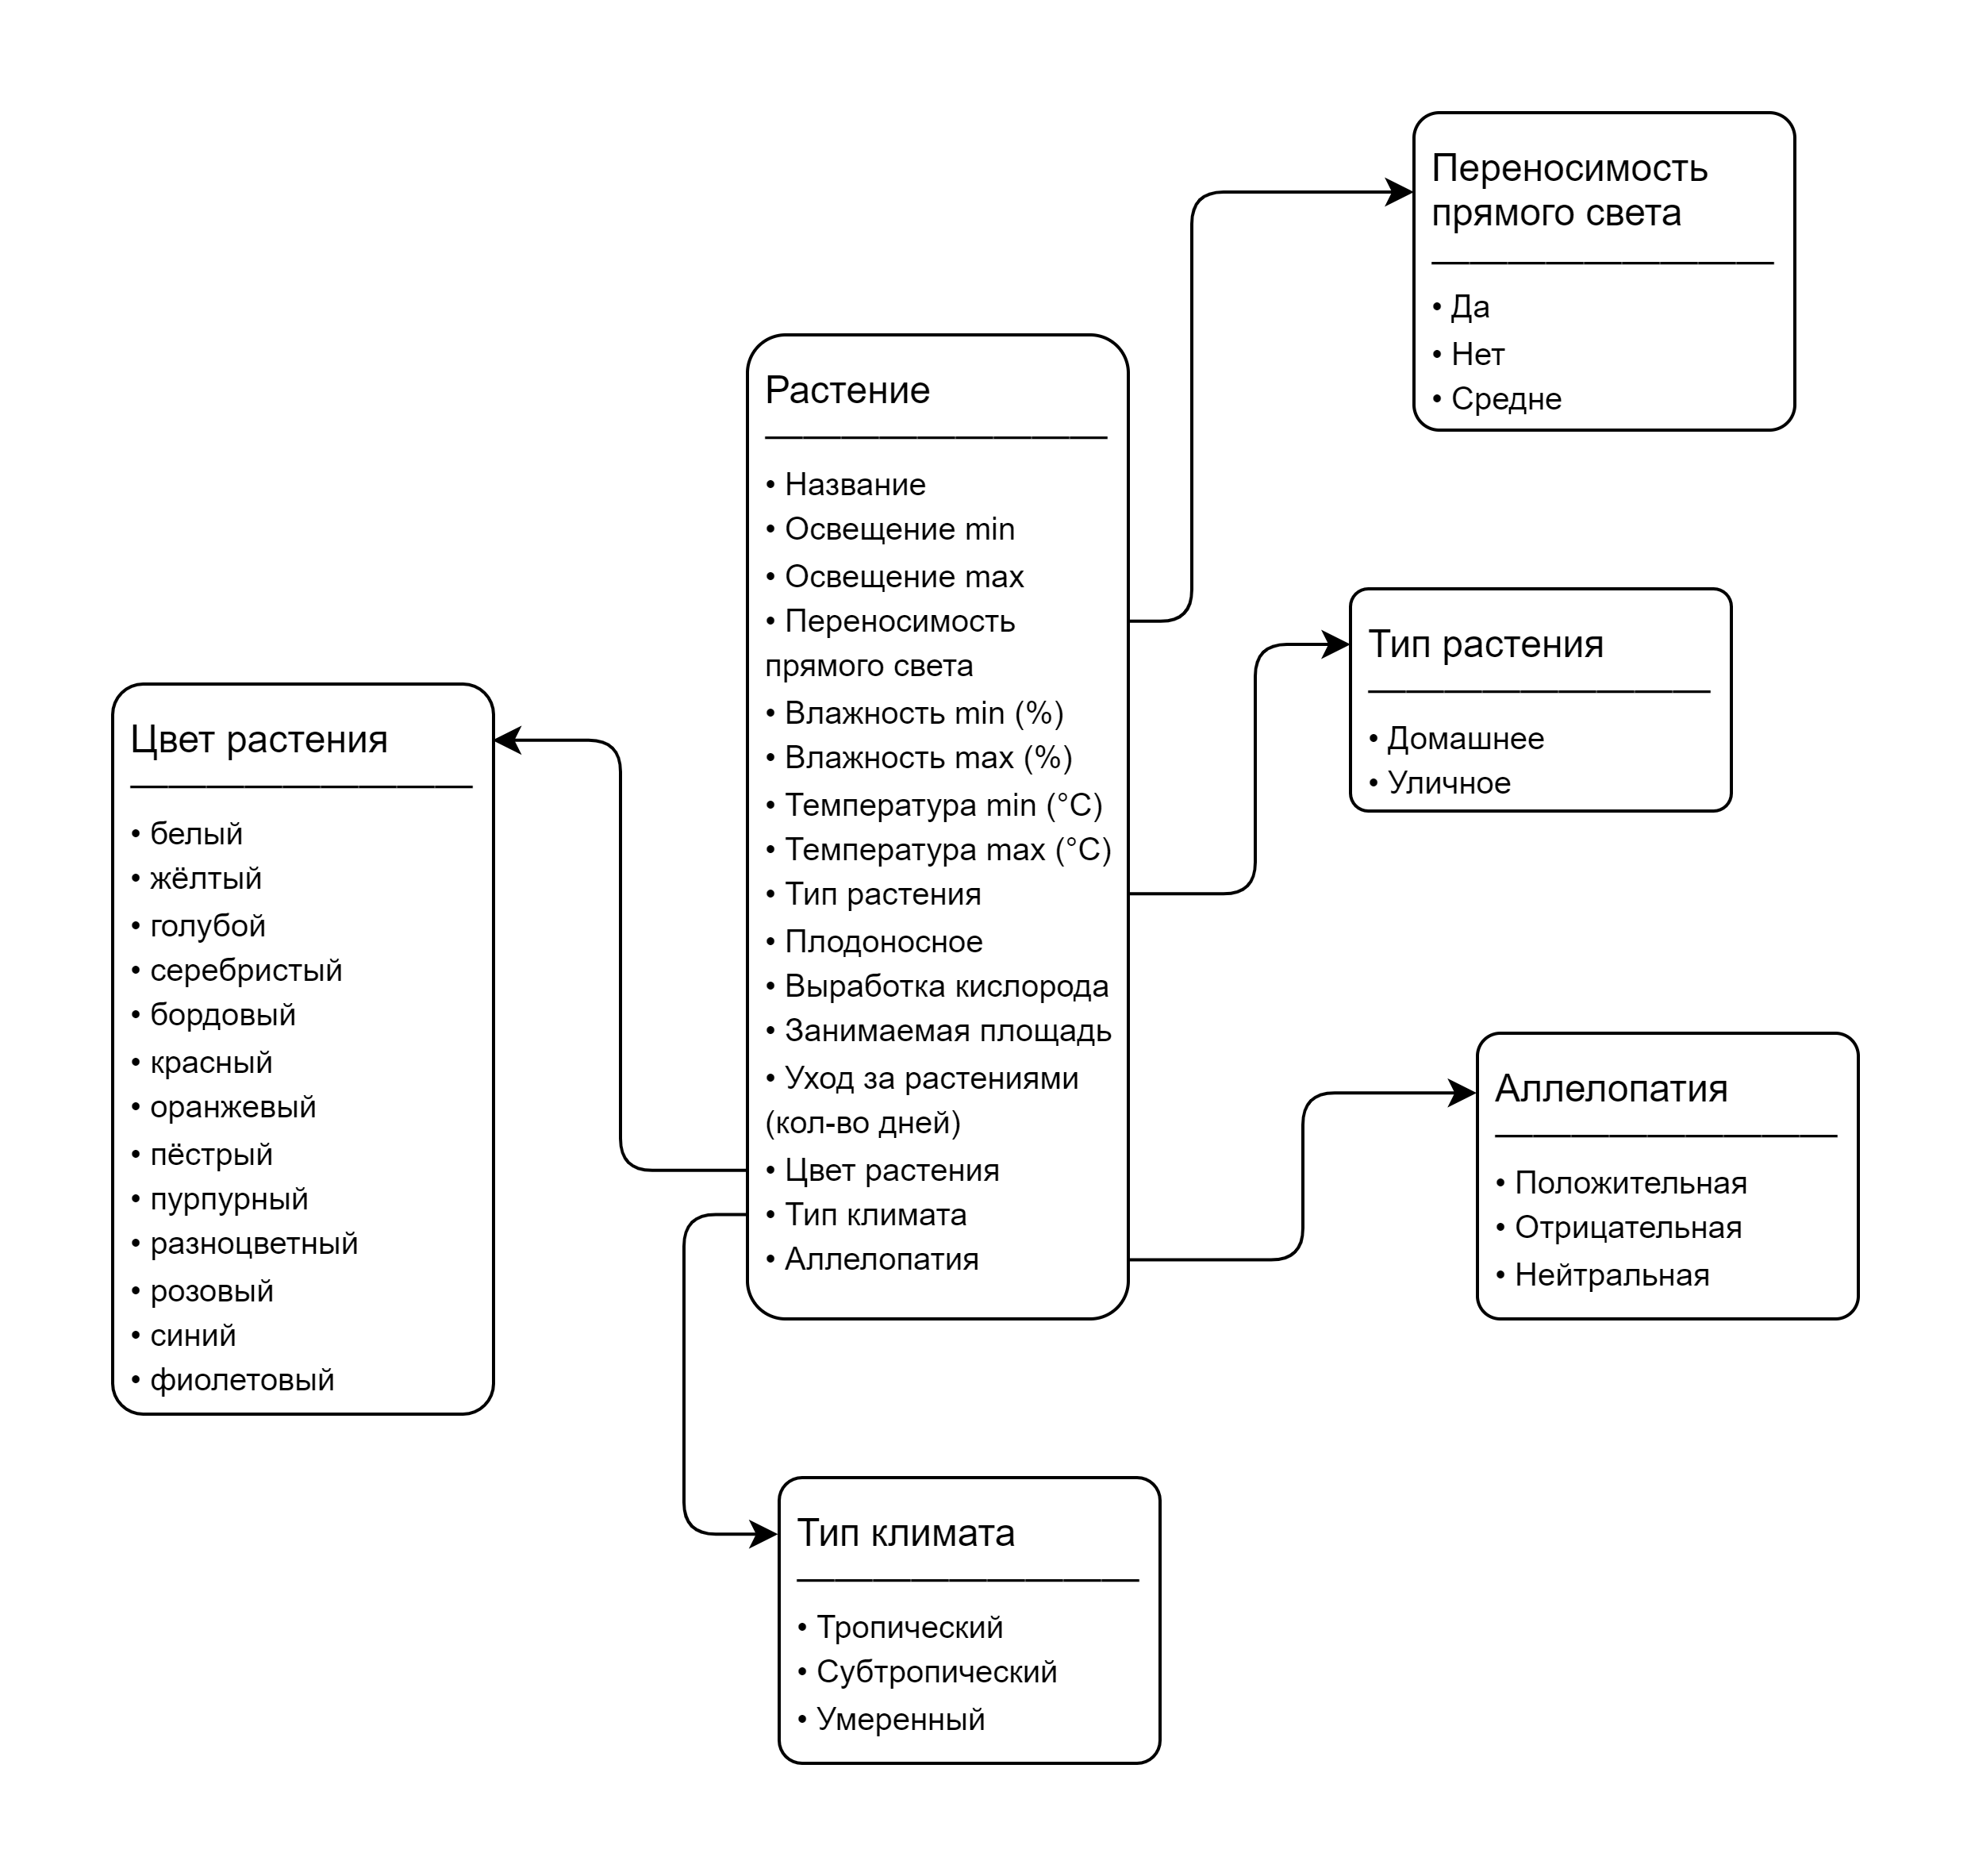 Переносимость
прямого света
• Да
• Нет
• Средне
Растение
• Название
• Освещение min
• Освещение max
• Переносимость
прямого света
• Влажность min (%)
• Влажность max (%)
• Температура min (°C)
• Температура max (°C)
• Тип растения
• Плодоносное
• Выработка кислорода
• Занимаемая площадь
• Уход за растениями
(кол-во дней)
• Цвет растения
• Тип климата
• Аллелопатия
Тип растения
• Домашнее
• Уличное
Цвет растения
• белый
• жёлтый
• голубой
• серебристый
• бордовый
• красный
• оранжевый
• пёстрый
• пурпурный
• разноцветный
• розовый
• синий
• фиолетовый
Аллелопатия
• Положительная
• Отрицательная
• Нейтральная
Тип климата
• Тропический
• Субтропический
• Умеренный